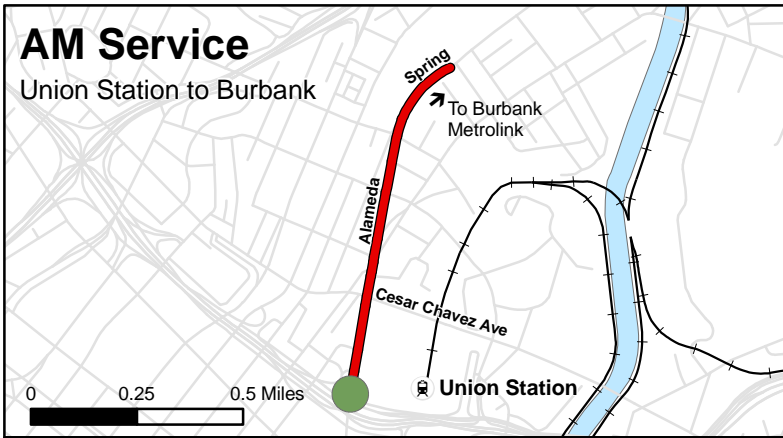 AM Service
Union Station to Burbank
Spring
To Burbank
Metrolink
Alameda
Cesar Chavez Ave
Union Station
0 0.25 0.5 Miles